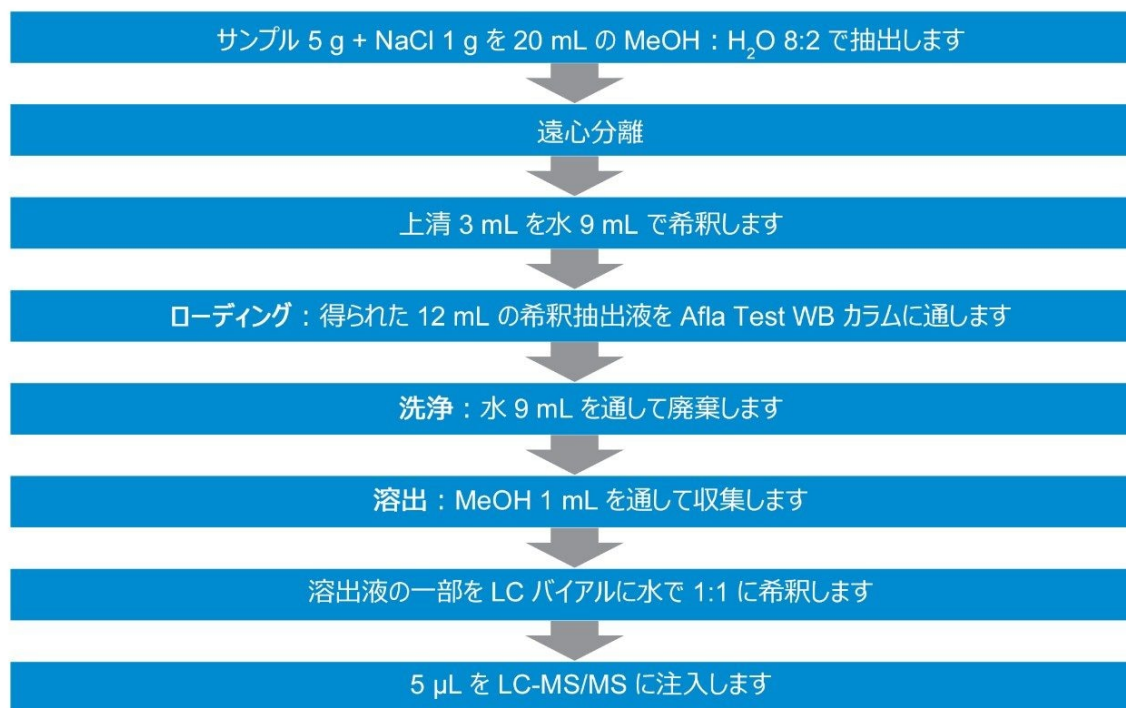 サンプル 5 g + NaCl 1 g を 20 mL の MeOH：H₂O 8:2 で抽出します
遠心分離
上清 3 mL を水 9 mL で希釈します
ローディング：得られた 12 mL の希釈抽出液を Afla Test WB カラムに通します
洗浄：水 9 mL を通して廃棄します
溶出：MeOH 1 mL を通して収集します
溶出液の一部を LC バイアルに水で 1:1 に希釈します
5 µL を LC-MS/MS に注入します